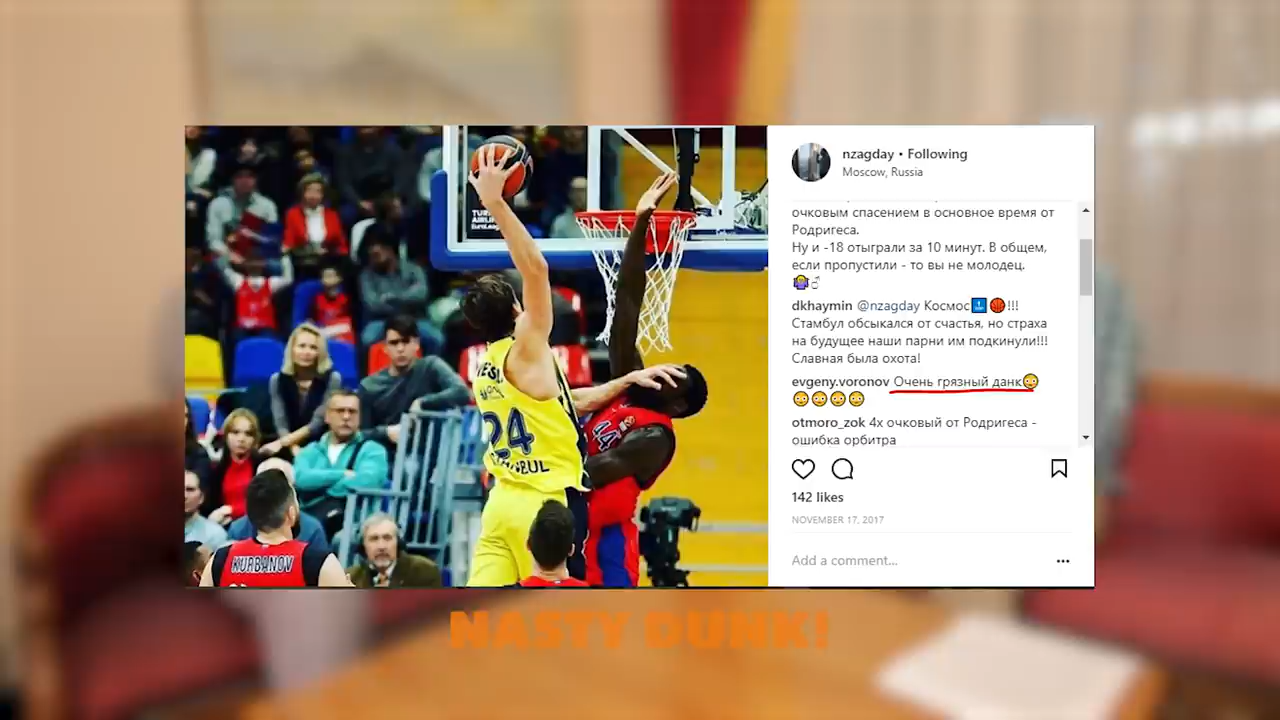 nzagday • Following
Moscow, Russia
очковым спасением в основное время от
Родригеса.
Ну и -18 отыграли за 10 минут. В общем,
если пропустили - то вы не молодец.
dkhaymin @nzagday Космос🔝🏀!!!
Стамбул обсыкался от счастья, но страха
на будущее наши парни им подкинули!!!
Славная была охота!
evgeny.voronov Очень грязный данк😳
😳😳😳😳
otmoro_zok 4х очковый от Родригеса -
ошибка орбитра
142 likes
NOVEMBER 17, 2017
Add a comment...
24
44
KURBANOV
NASTY DUNK!